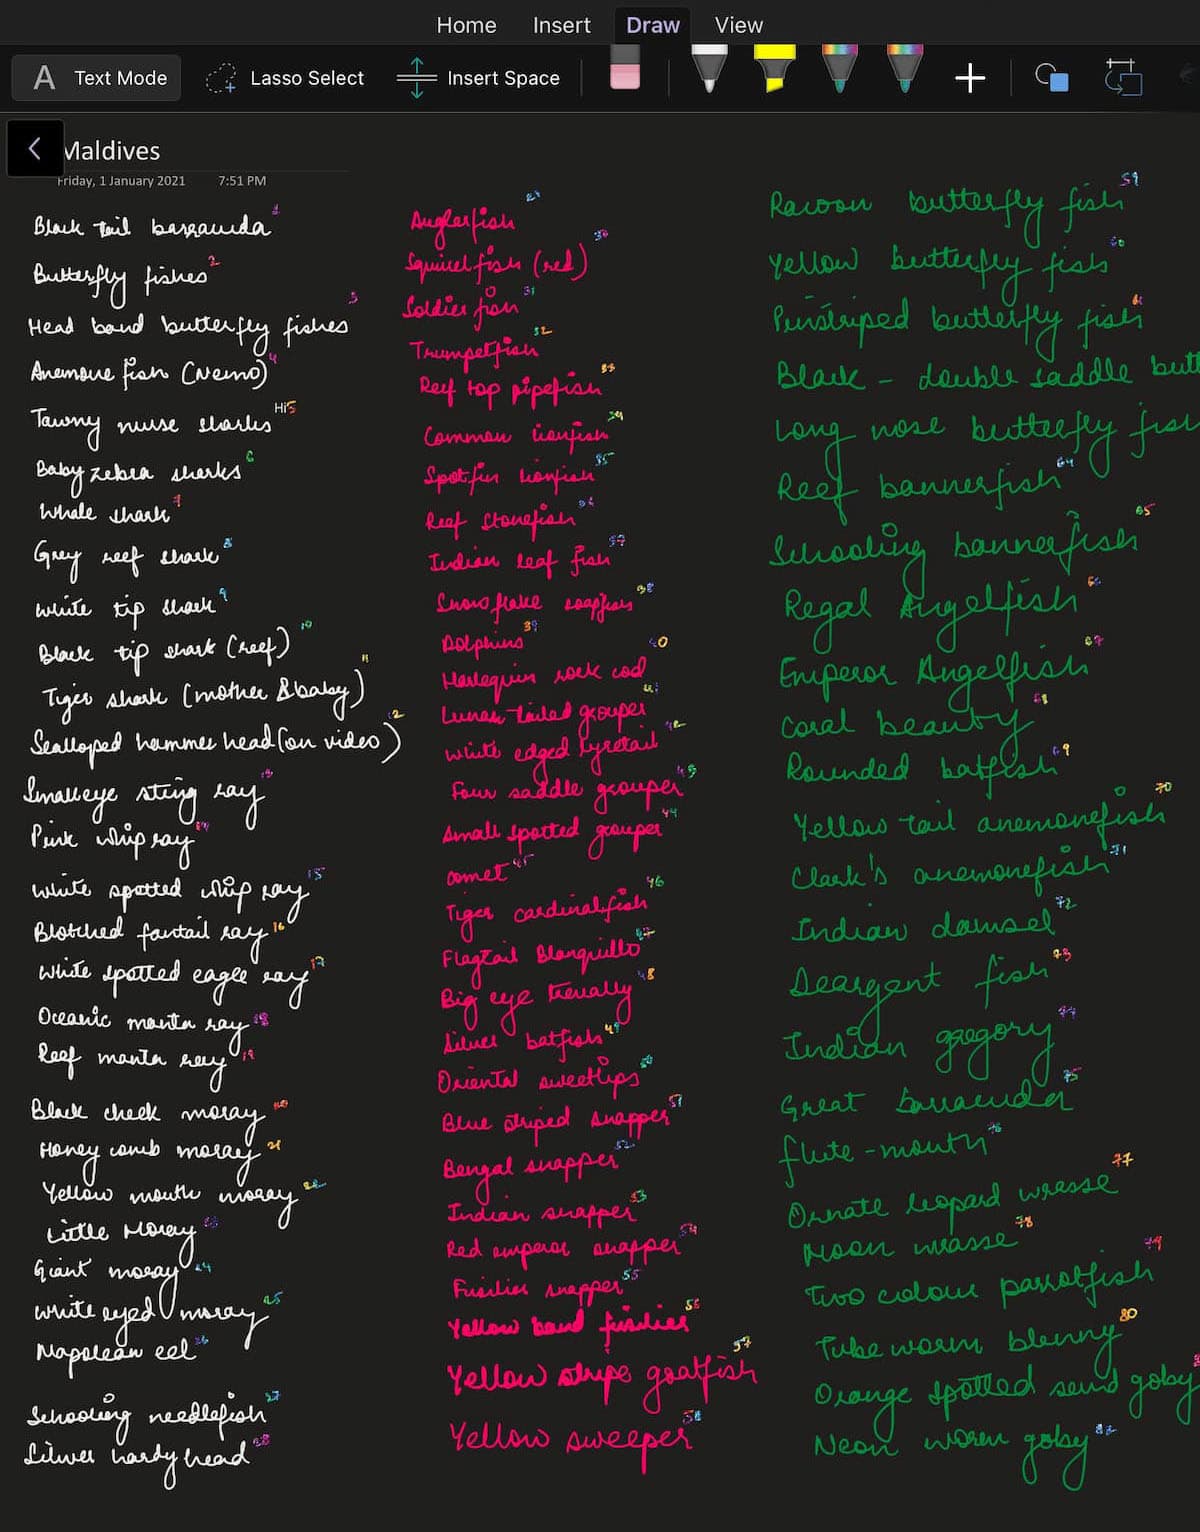 Home Insert Draw View
A Text Mode Lasso Select Insert Space
Maldives
Friday, 1 January 2021 7:51 PM
Black tail barracuda 1
Butterfly fishes 2
Head band butterfly fishes 3
Anemone fish (Nemo) 4
Tawny nurse sharks Hi5
Baby zebra sharks 6
Whale shark 7
Grey reef shark 8
White tip shark 9
Black tip shark (reef) 10
Tiger shark (mother & baby) 11
Scalloped hammer head (on video) 12
Smalleye sting ray 13
Pink whip ray 14
White spotted whip ray 15
Blotched fantail ray 16
White spotted eagle ray 17
Oceanic manta ray 18
Reef manta ray 19
Black cheek moray 20
Honey comb moray 21
Yellow mouth moray 22
Little Moray 23
Giant moray 24
White eyed moray 25
Napolean eel 26
Schooling needlefish 27
Silver hardy head 28
Anglerfish 29
Squirrel fish (red) 30
Soldier fish 31
Trumpetfish 32
Reef top pipefish 33
Common lionfish 34
Spotfin lionfish 35
Reef Stonefish 36
Indian leaf fish 37
Snow flake soapfish 38
Dolphins 39
Harlequin rock cod 40
Lunar-tailed grouper 41
White edged lyretail 42
Four saddle grouper 43
Small spotted grouper 44
Comet 45
Tiger cardinalfish 46
Flagtail Blanquillo 47
Big eye trevally 48
Silver batfish 49
Oriental sweetlips 50
Blue striped snapper 51
Bengal snapper 52
Indian snapper 53
Red emperor snapper 54
Fusilier snapper 55
Yellow band fusilier 56
Yellow stripe goatfish 57
Yellow sweeper 58
Racoon butterfly fish 59
Yellow butterfly fish 60
Pinstriped butterfly fish 61
Black - double saddle butt
Long nose butterfly fish
Reef bannerfish 64
Schooling bannerfish 65
Regal Angelfish 66
Emperor Angelfish 67
Coral beauty 68
Rounded batfish 69
Yellow tail anemonefish 70
Clark's anemonefish 71
Indian damsel 72
Seargent fish 73
Indian gregory 74
Great barracuda 75
flute-mouth 76
Ornate leopard wrasse 77
Moon wrasse 78
Two colour parrotfish 79
Tube worm blenny 80
Orange spotted sand goby
Neon worm goby 82